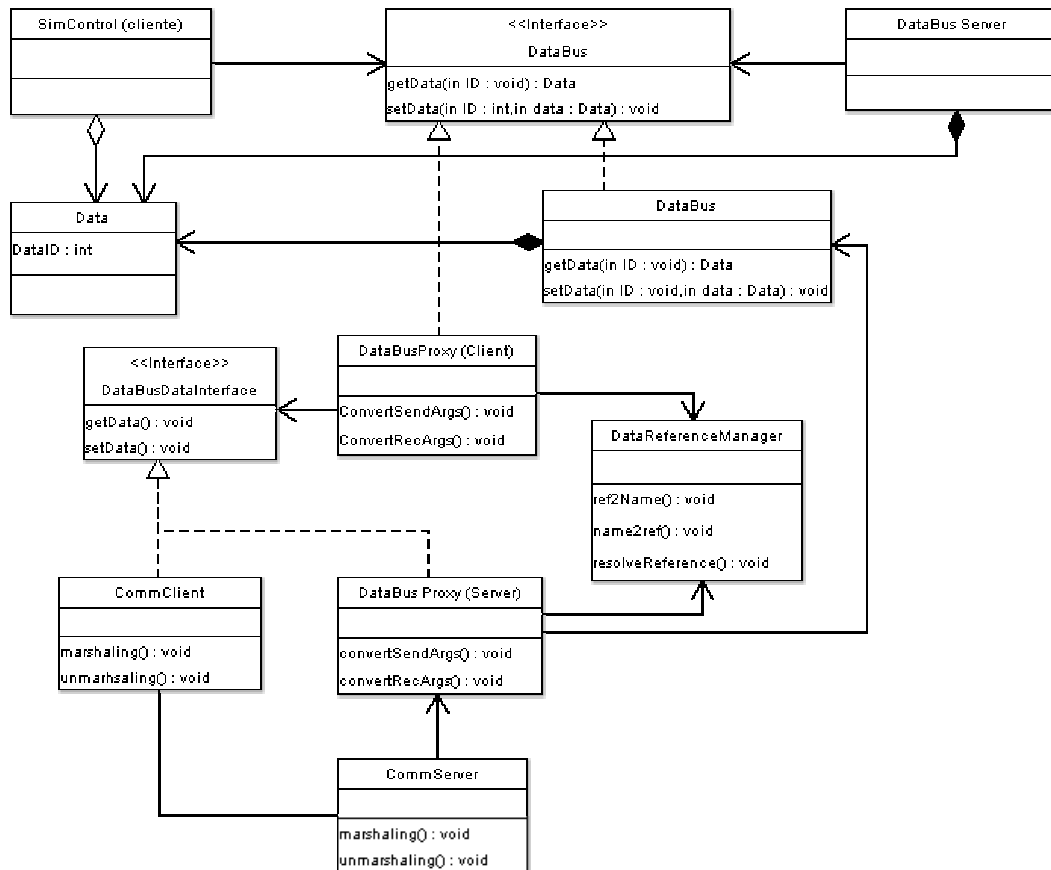 SimControl (cliente)
<<Interface>>
DataBus
getData(in ID : void) : Data
setData(in ID : int,in data : Data) : void
DataBus Server
Data
DataID : int
DataBus
getData(in ID : void) : Data
setData(in ID : void,in data : Data) : void
<<Interface>>
DataBusDataInterface
getData() : void
setData() : void
DataBusProxy (Client)
ConvertSendArgs() : void
ConvertRecArgs() : void
DataReferenceManager
ref2Name() : void
name2ref() : void
resolveReference() : void
CommClient
marshaling() : void
unmarhsaling() : void
DataBus Proxy (Server)
convertSendArgs() : void
convertRecArgs() : void
CommServer
marshaling() : void
unmarshaling() : void